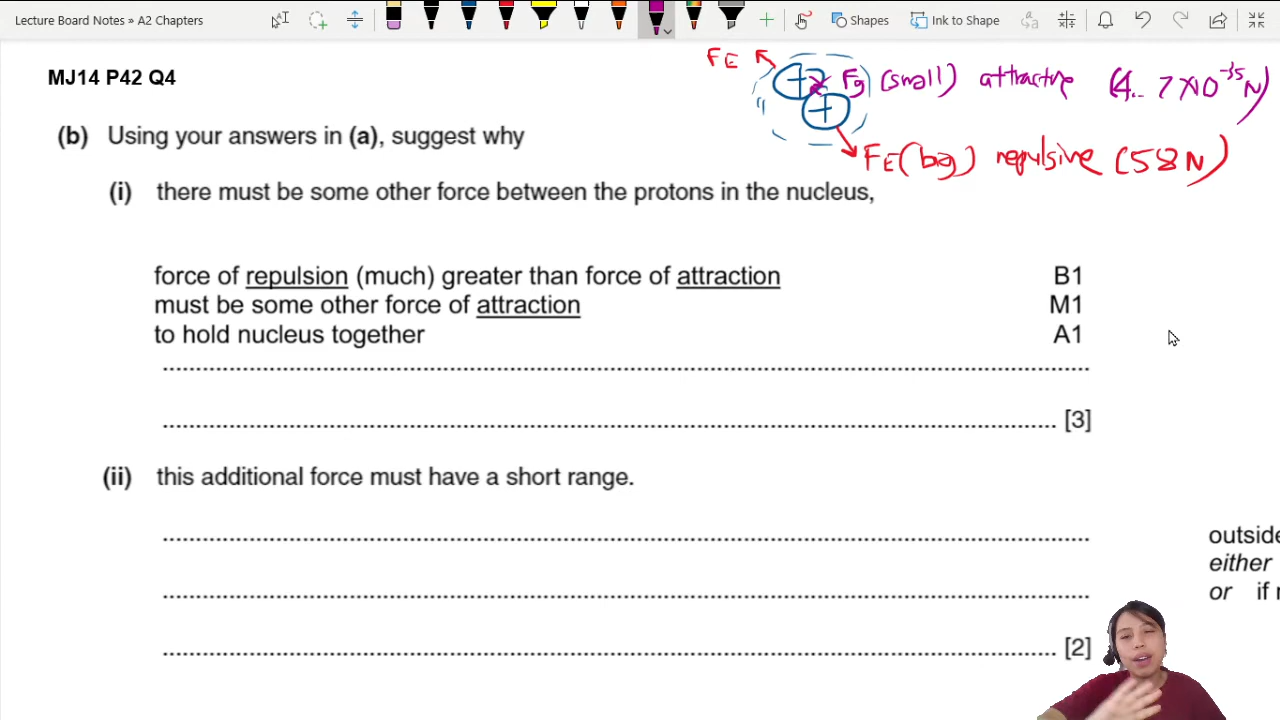 Lecture Board Notes » A2 Chapters
Shapes
Ink to Shape
MJ14 P42 Q4
FE
+
Fg (small) attractive
+
FE (big) repulsive (58 N)
(b) Using your answers in (a), suggest why
(i) there must be some other force between the protons in the nucleus,
force of repulsion (much) greater than force of attraction B1
must be some other force of attraction M1
to hold nucleus together A1
[3]
(ii) this additional force must have a short range.
outside
either
or if
[2]